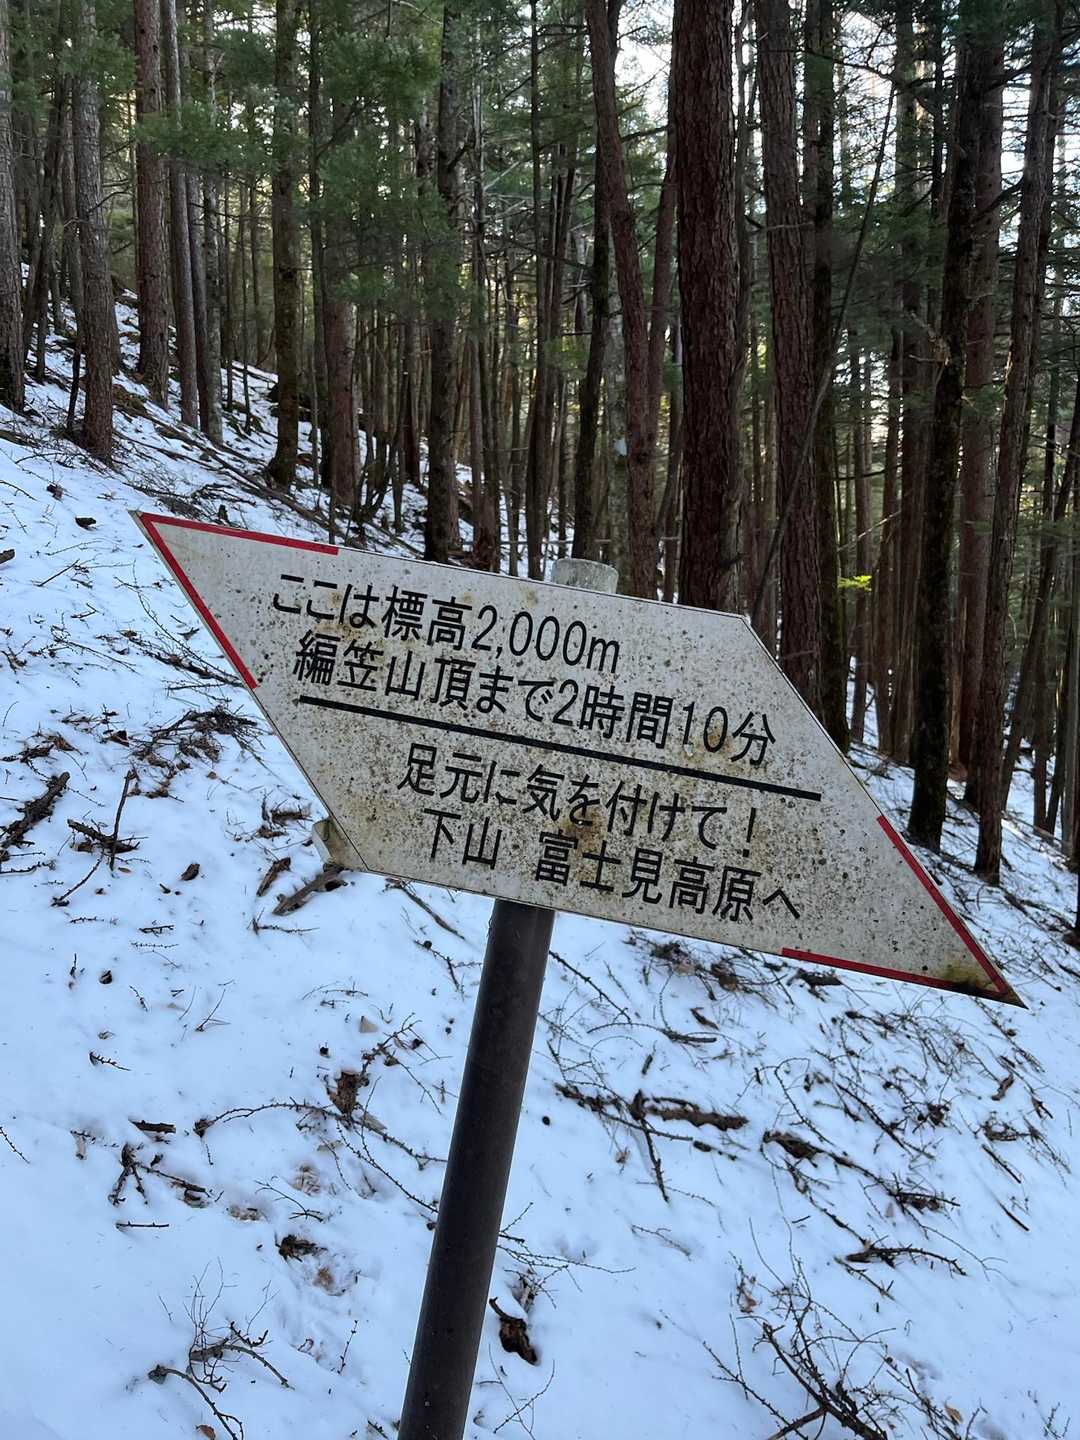 ここは標高2,000m
編笠山頂まで2時間10分
足元に気を付けて！
下山 富士見高原へ